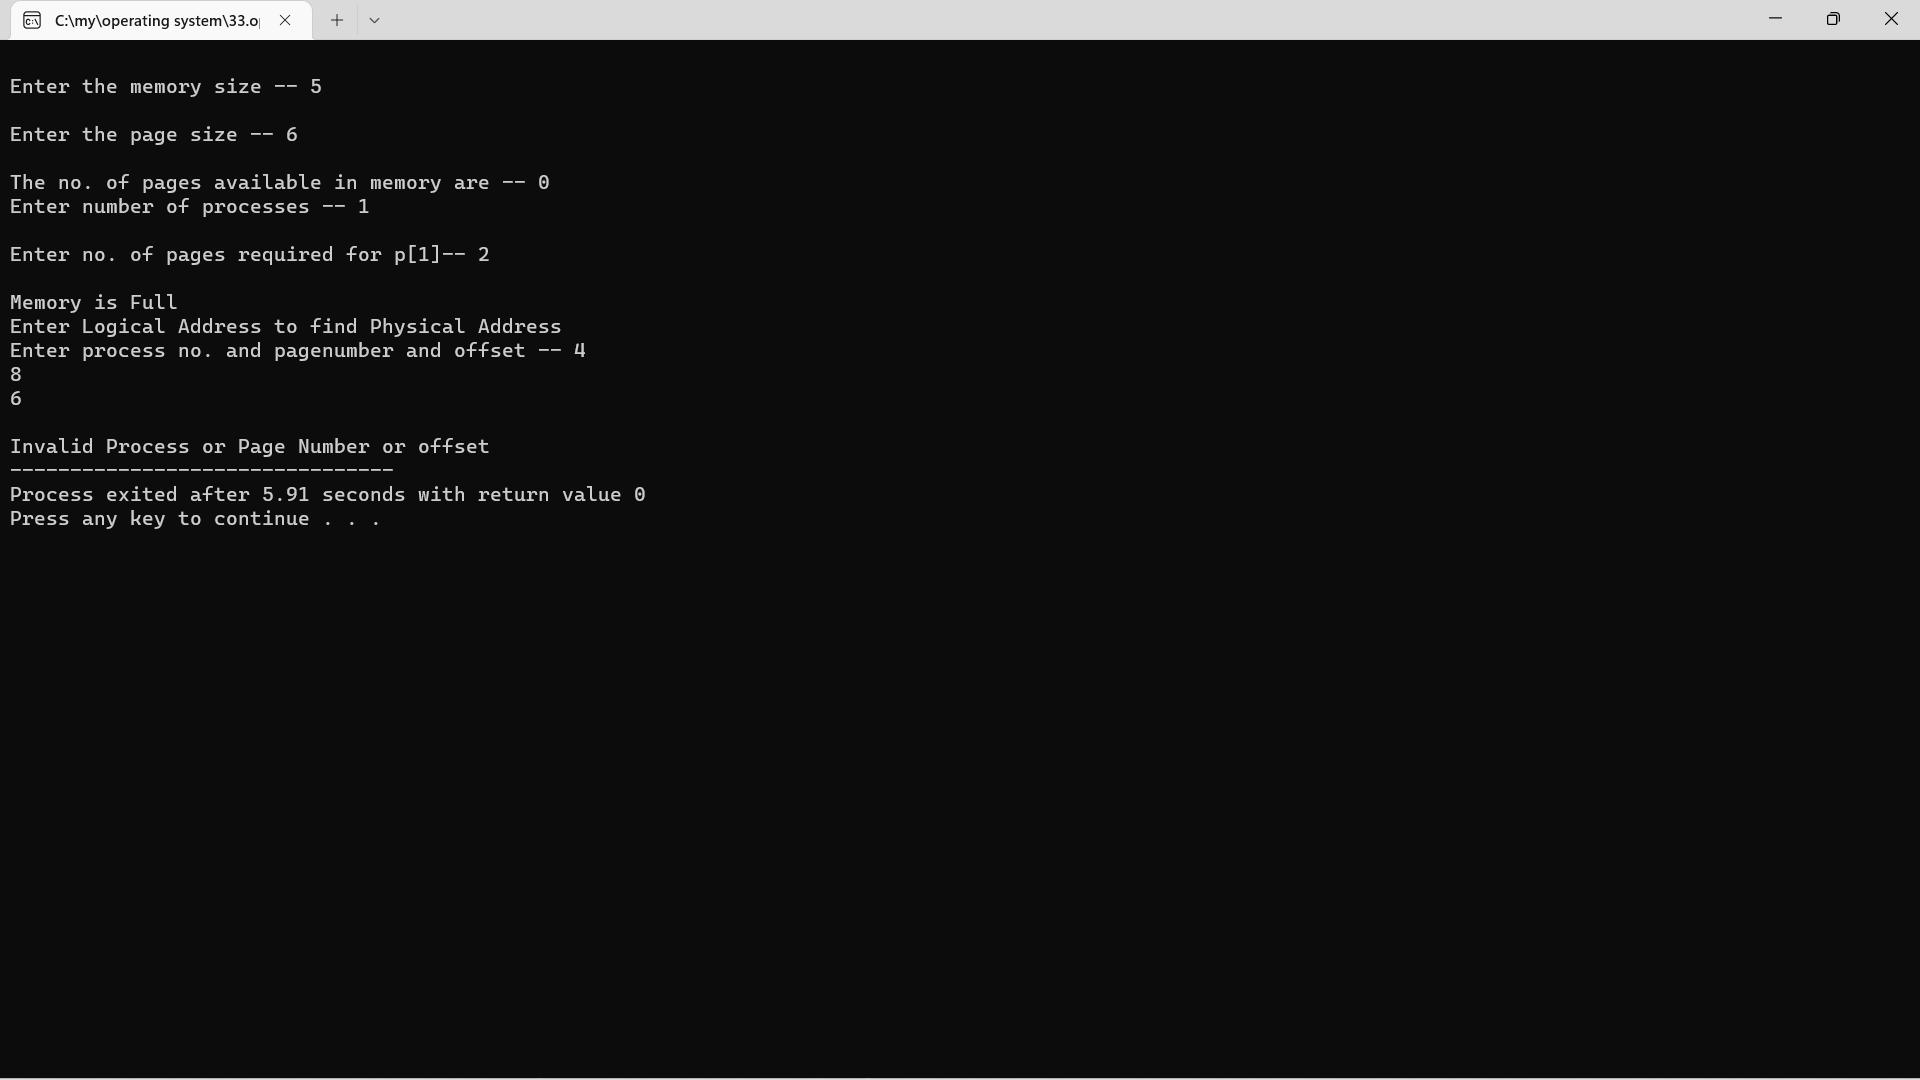 C:\my\operating system\33.o
Enter the memory size -- 5
Enter the page size -- 6
The no. of pages available in memory are -- 0
Enter number of processes -- 1
Enter no. of pages required for p[1]-- 2
Memory is Full
Enter Logical Address to find Physical Address
Enter process no. and pagenumber and offset -- 4
8
6
Invalid Process or Page Number or offset
--------------------------------
Process exited after 5.91 seconds with return value 0
Press any key to continue . . .